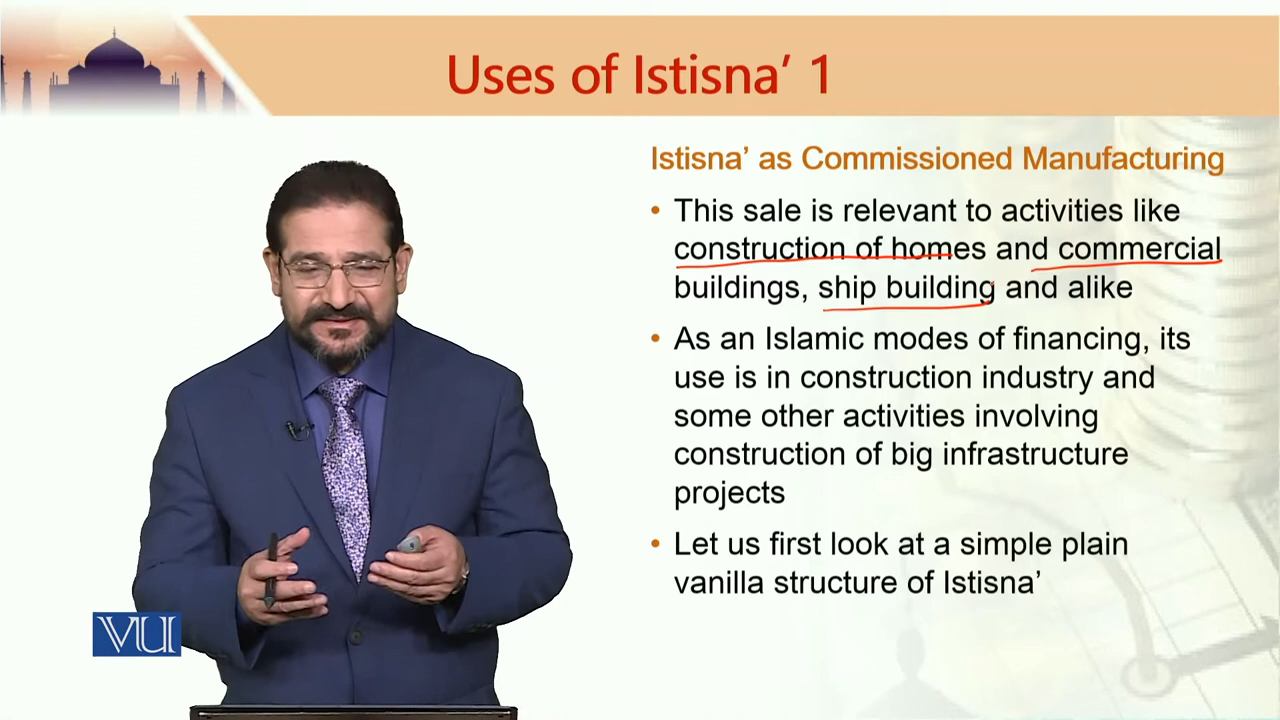 Uses of Istisna’ 1
Istisna’ as Commissioned Manufacturing
• This sale is relevant to activities like
construction of homes and commercial
buildings, ship building and alike
• As an Islamic modes of financing, its
use is in construction industry and
some other activities involving
construction of big infrastructure
projects
• Let us first look at a simple plain
vanilla structure of Istisna’
VU